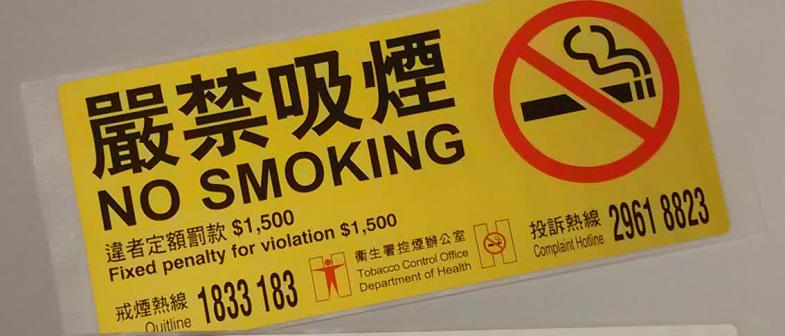 嚴禁吸煙
NO SMOKING
違者定額罰款 $1,500
Fixed penalty for violation $1,500
戒煙熱線 1833 183
Quitline
衞生署控煙辦公室
Tobacco Control Office
Department of Health
投訴熱線 2961 8823
Complaint Hotline